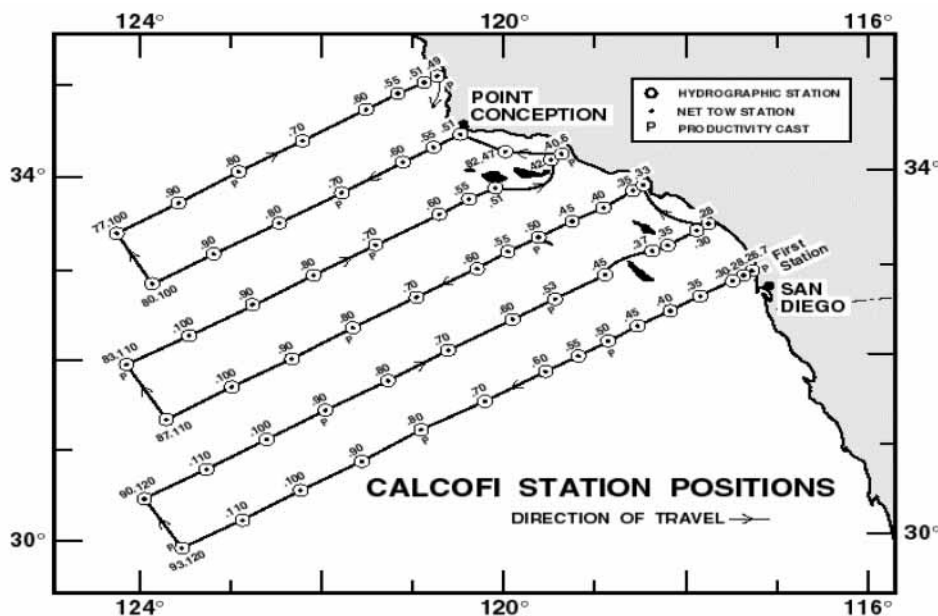 124° 120° 116°
HYDROGRAPHIC STATION
NET TOW STATION
P PRODUCTIVITY CAST
POINT
CONCEPTION
34° 34°
77.100 .90 .80 .70 .60 .55 .51 .49
P P
80.100 .90 .80 .70 .60 .55 .51
P
82.47 .42 .40.6
P
83.110 .100 .90 .80 .70 .60 .55 .51
P P
87.110 .100 .90 .80 .70 .60 .55 .50 .45 .40 .35 .33
P P
90.120 .110 .100 .90 .80 .70 .60 .53 .45 .37 .35 .30 .28
P P
93.120 .110 .100 .90 .80 .70 .60 .55 .50 .45 .40 .35 .30 .28 26.7
P P P P
First
Station
SAN
DIEGO
CALCOFI STATION POSITIONS
DIRECTION OF TRAVEL
30° 30°
124° 120° 116°